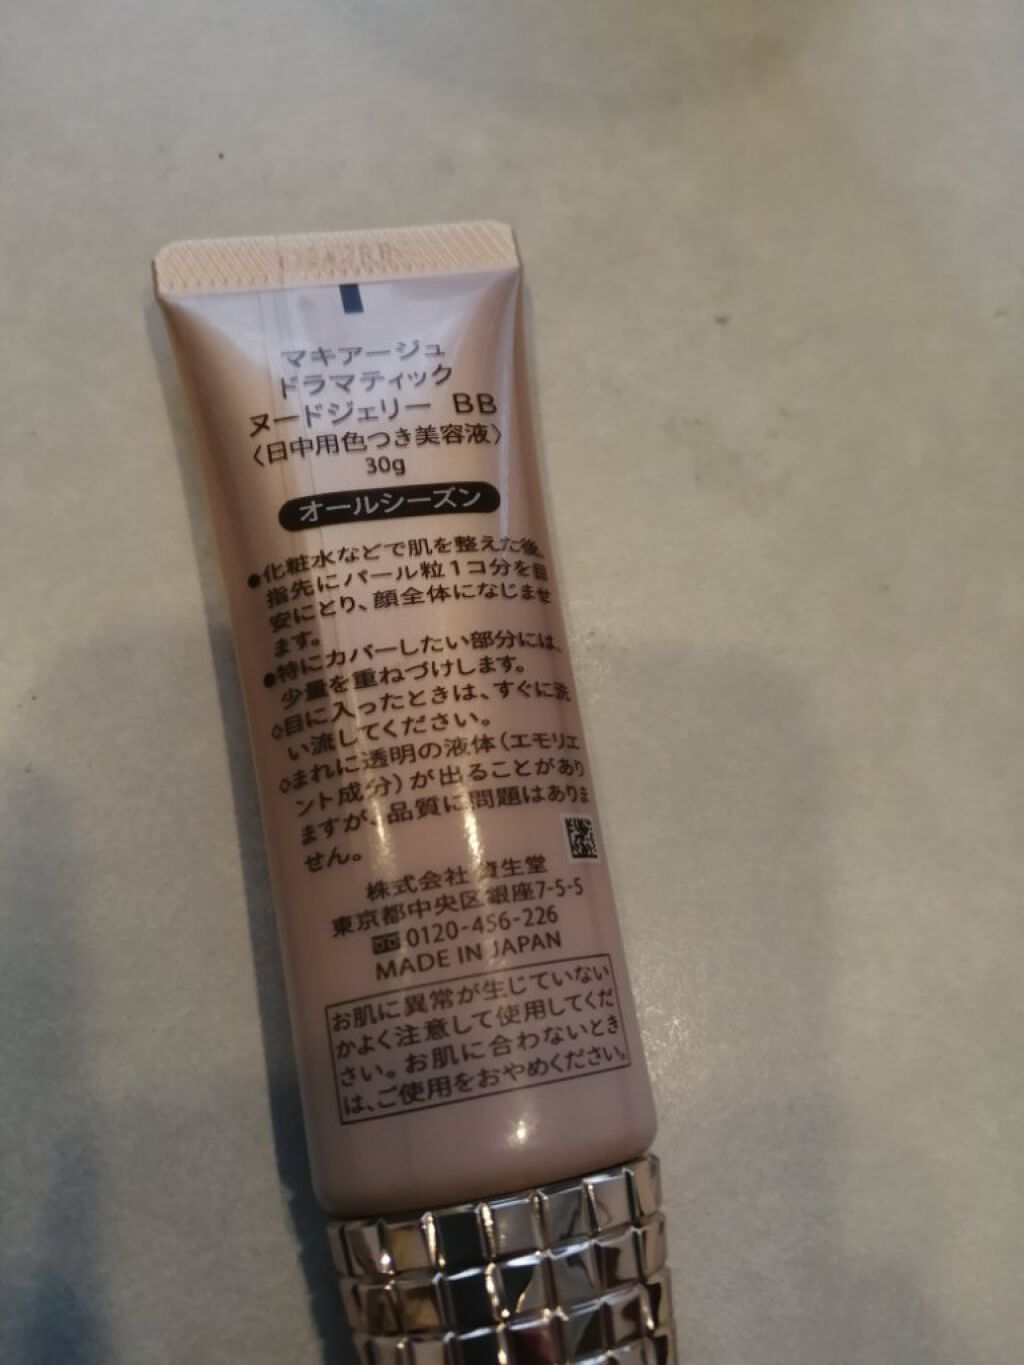 マキアージュ
ドラマティック
ヌードジェリー BB
〈日中用色つき美容液〉
30g
オールシーズン
●化粧水などで肌を整えた後、
指先にパール粒1コ分を目
安にとり、顔全体になじませ
ます。
●特にカバーしたい部分には、
少量を重ねづけします。
◇目に入ったときは、すぐに洗
い流してください。
◇まれに透明の液体（エモリエ
ント成分）が出ることがあり
ますが、品質に問題はありま
せん。
株式会社 資生堂
東京都中央区銀座7-5-5
0120-456-226
MADE IN JAPAN
お肌に異常が生じていない
かよく注意して使用してくだ
さい。お肌に合わないとき
は、ご使用をおやめください。